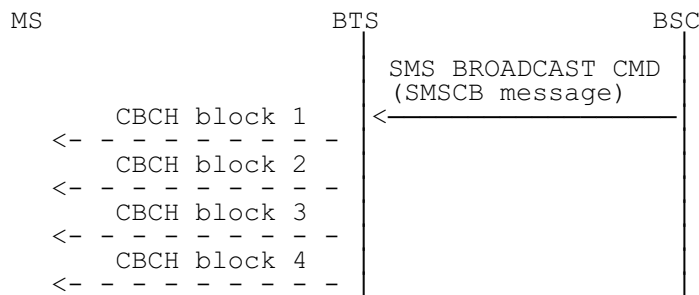 MS BTS BSC
SMS BROADCAST CMD
(SMSCB message)
CBCH block 1
CBCH block 2
CBCH block 3
CBCH block 4